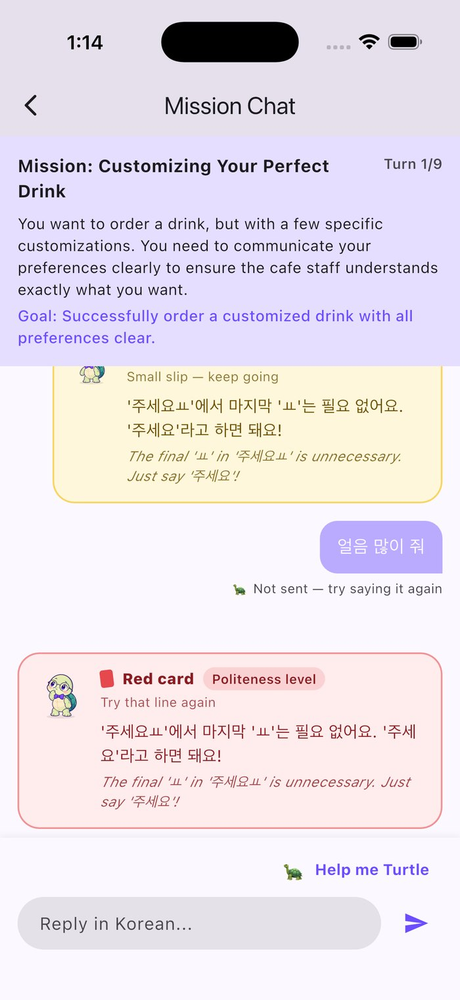 1:14
Mission Chat
Mission: Customizing Your Perfect
Drink
Turn 1/9
You want to order a drink, but with a few specific
customizations. You need to communicate your
preferences clearly to ensure the cafe staff understands
exactly what you want.
Goal: Successfully order a customized drink with all
preferences clear.
Small slip — keep going
'주세요ㅛ'에서 마지막 'ㅛ'는 필요 없어요.
'주세요'라고 하면 돼요!
The final 'ㅛ' in '주세요ㅛ' is unnecessary.
Just say '주세요'!
얼음 많이 줘
Not sent — try saying it again
Red card
Politeness level
Try that line again
'주세요ㅛ'에서 마지막 'ㅛ'는 필요 없어요. '주세
요'라고 하면 돼요!
The final 'ㅛ' in '주세요ㅛ' is unnecessary. Just
say '주세요'!
Help me Turtle
Reply in Korean...